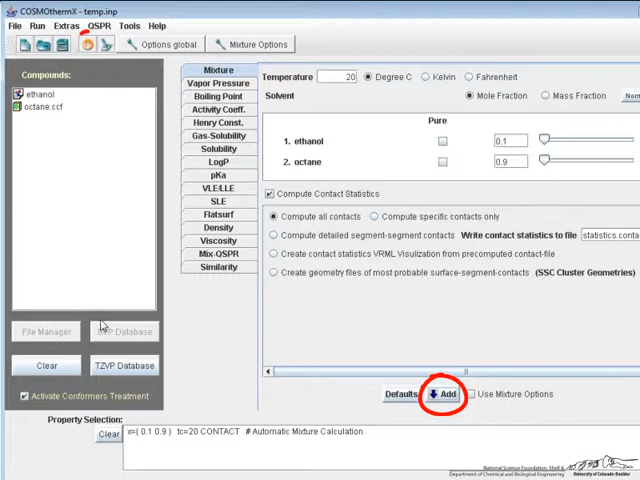 COSMOthermX - temp.inp
File Run Extras QSPR Tools Help
Options global Mixture Options
Compounds:
ethanol
octane.ccf
File Manager SVP Database
Clear TZVP Database
Activate Conformers Treatment
Mixture
Vapor Pressure
Boiling Point
Activity Coeff.
Henry Const.
Gas-Solubility
Solubility
LogP
pKa
VLE/LLE
SLE
Flatsurf
Density
Viscosity
Mix-QSPR
Similarity
Temperature 20 Degree C Kelvin Fahrenheit
Solvent Mole Fraction Mass Fraction
Pure
1. ethanol 0.1
2. octane 0.9
Compute Contact Statistics
Compute all contacts Compute specific contacts only
Compute detailed segment-segment contacts Write contact statistics to file statistics.conta
Create contact statistics VRML Visulization from precomputed contact-file
Create geometry files of most probable surface-segment-contacts (SSC Cluster Geometries)
Defaults Add Use Mixture Options
Property Selection:
Clear
x=( 0.1 0.9 ) tc=20 CONTACT # Automatic Mixture Calculation
National Science Foundation, Shell &
Department of Chemical and Biological Engineering University of Colorado Boulder